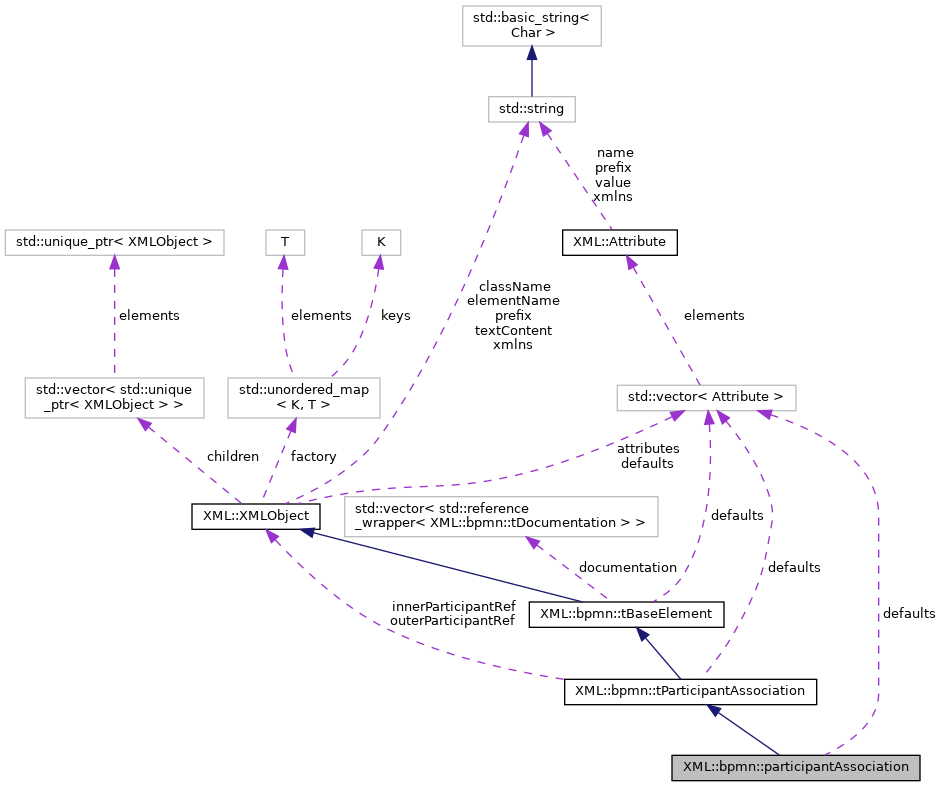 std::basic_string<
Char >
std::string
name
prefix
value
xmlns
std::unique_ptr< XMLObject >
T
K
XML::Attribute
className
elementName
prefix
textContent
xmlns
elements
elements
keys
elements
std::vector< std::unique
_ptr< XMLObject > >
std::unordered_map
< K, T >
std::vector< Attribute >
children
factory
attributes
defaults
XML::XMLObject
std::vector< std::reference
_wrapper< XML::bpmn::tDocumentation > >
defaults
documentation
defaults
innerParticipantRef
outerParticipantRef
XML::bpmn::tBaseElement
defaults
XML::bpmn::tParticipantAssociation
XML::bpmn::participantAssociation